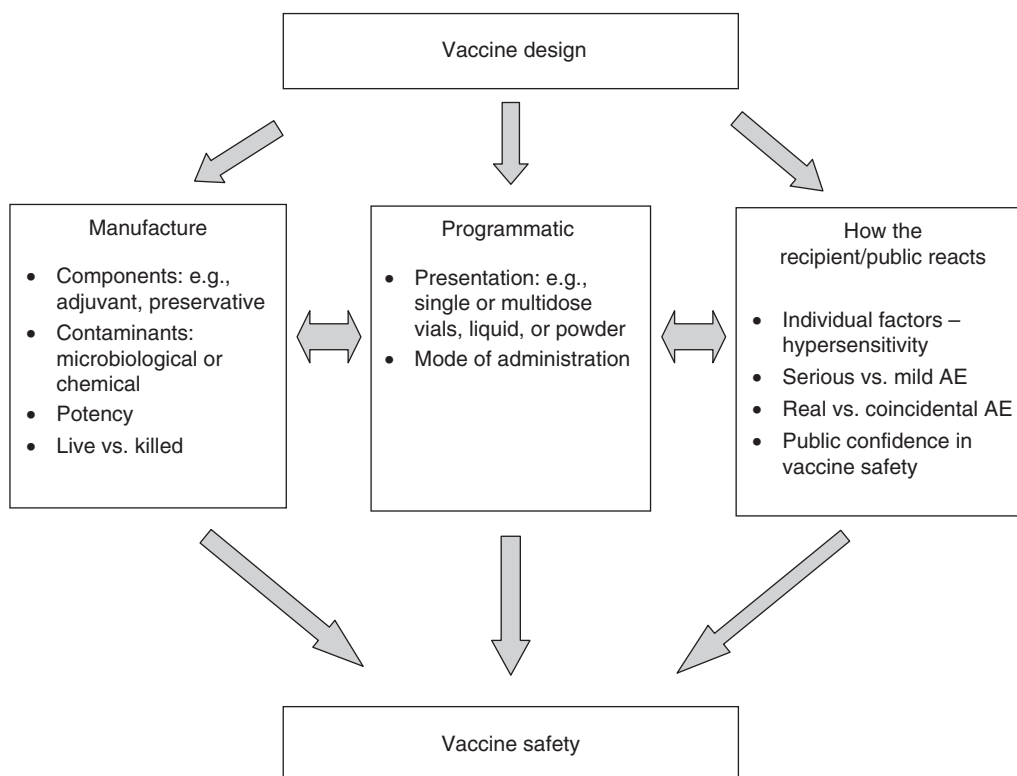 Vaccine design
Manufacture
• Components: e.g.,
adjuvant, preservative
• Contaminants:
microbiological or
chemical
• Potency
• Live vs. killed
Programmatic
• Presentation: e.g.,
single or multidose
vials, liquid, or powder
• Mode of administration
How the
recipient/public reacts
• Individual factors –
hypersensitivity
• Serious vs. mild AE
• Real vs. coincidental AE
• Public confidence in
vaccine safety
Vaccine safety